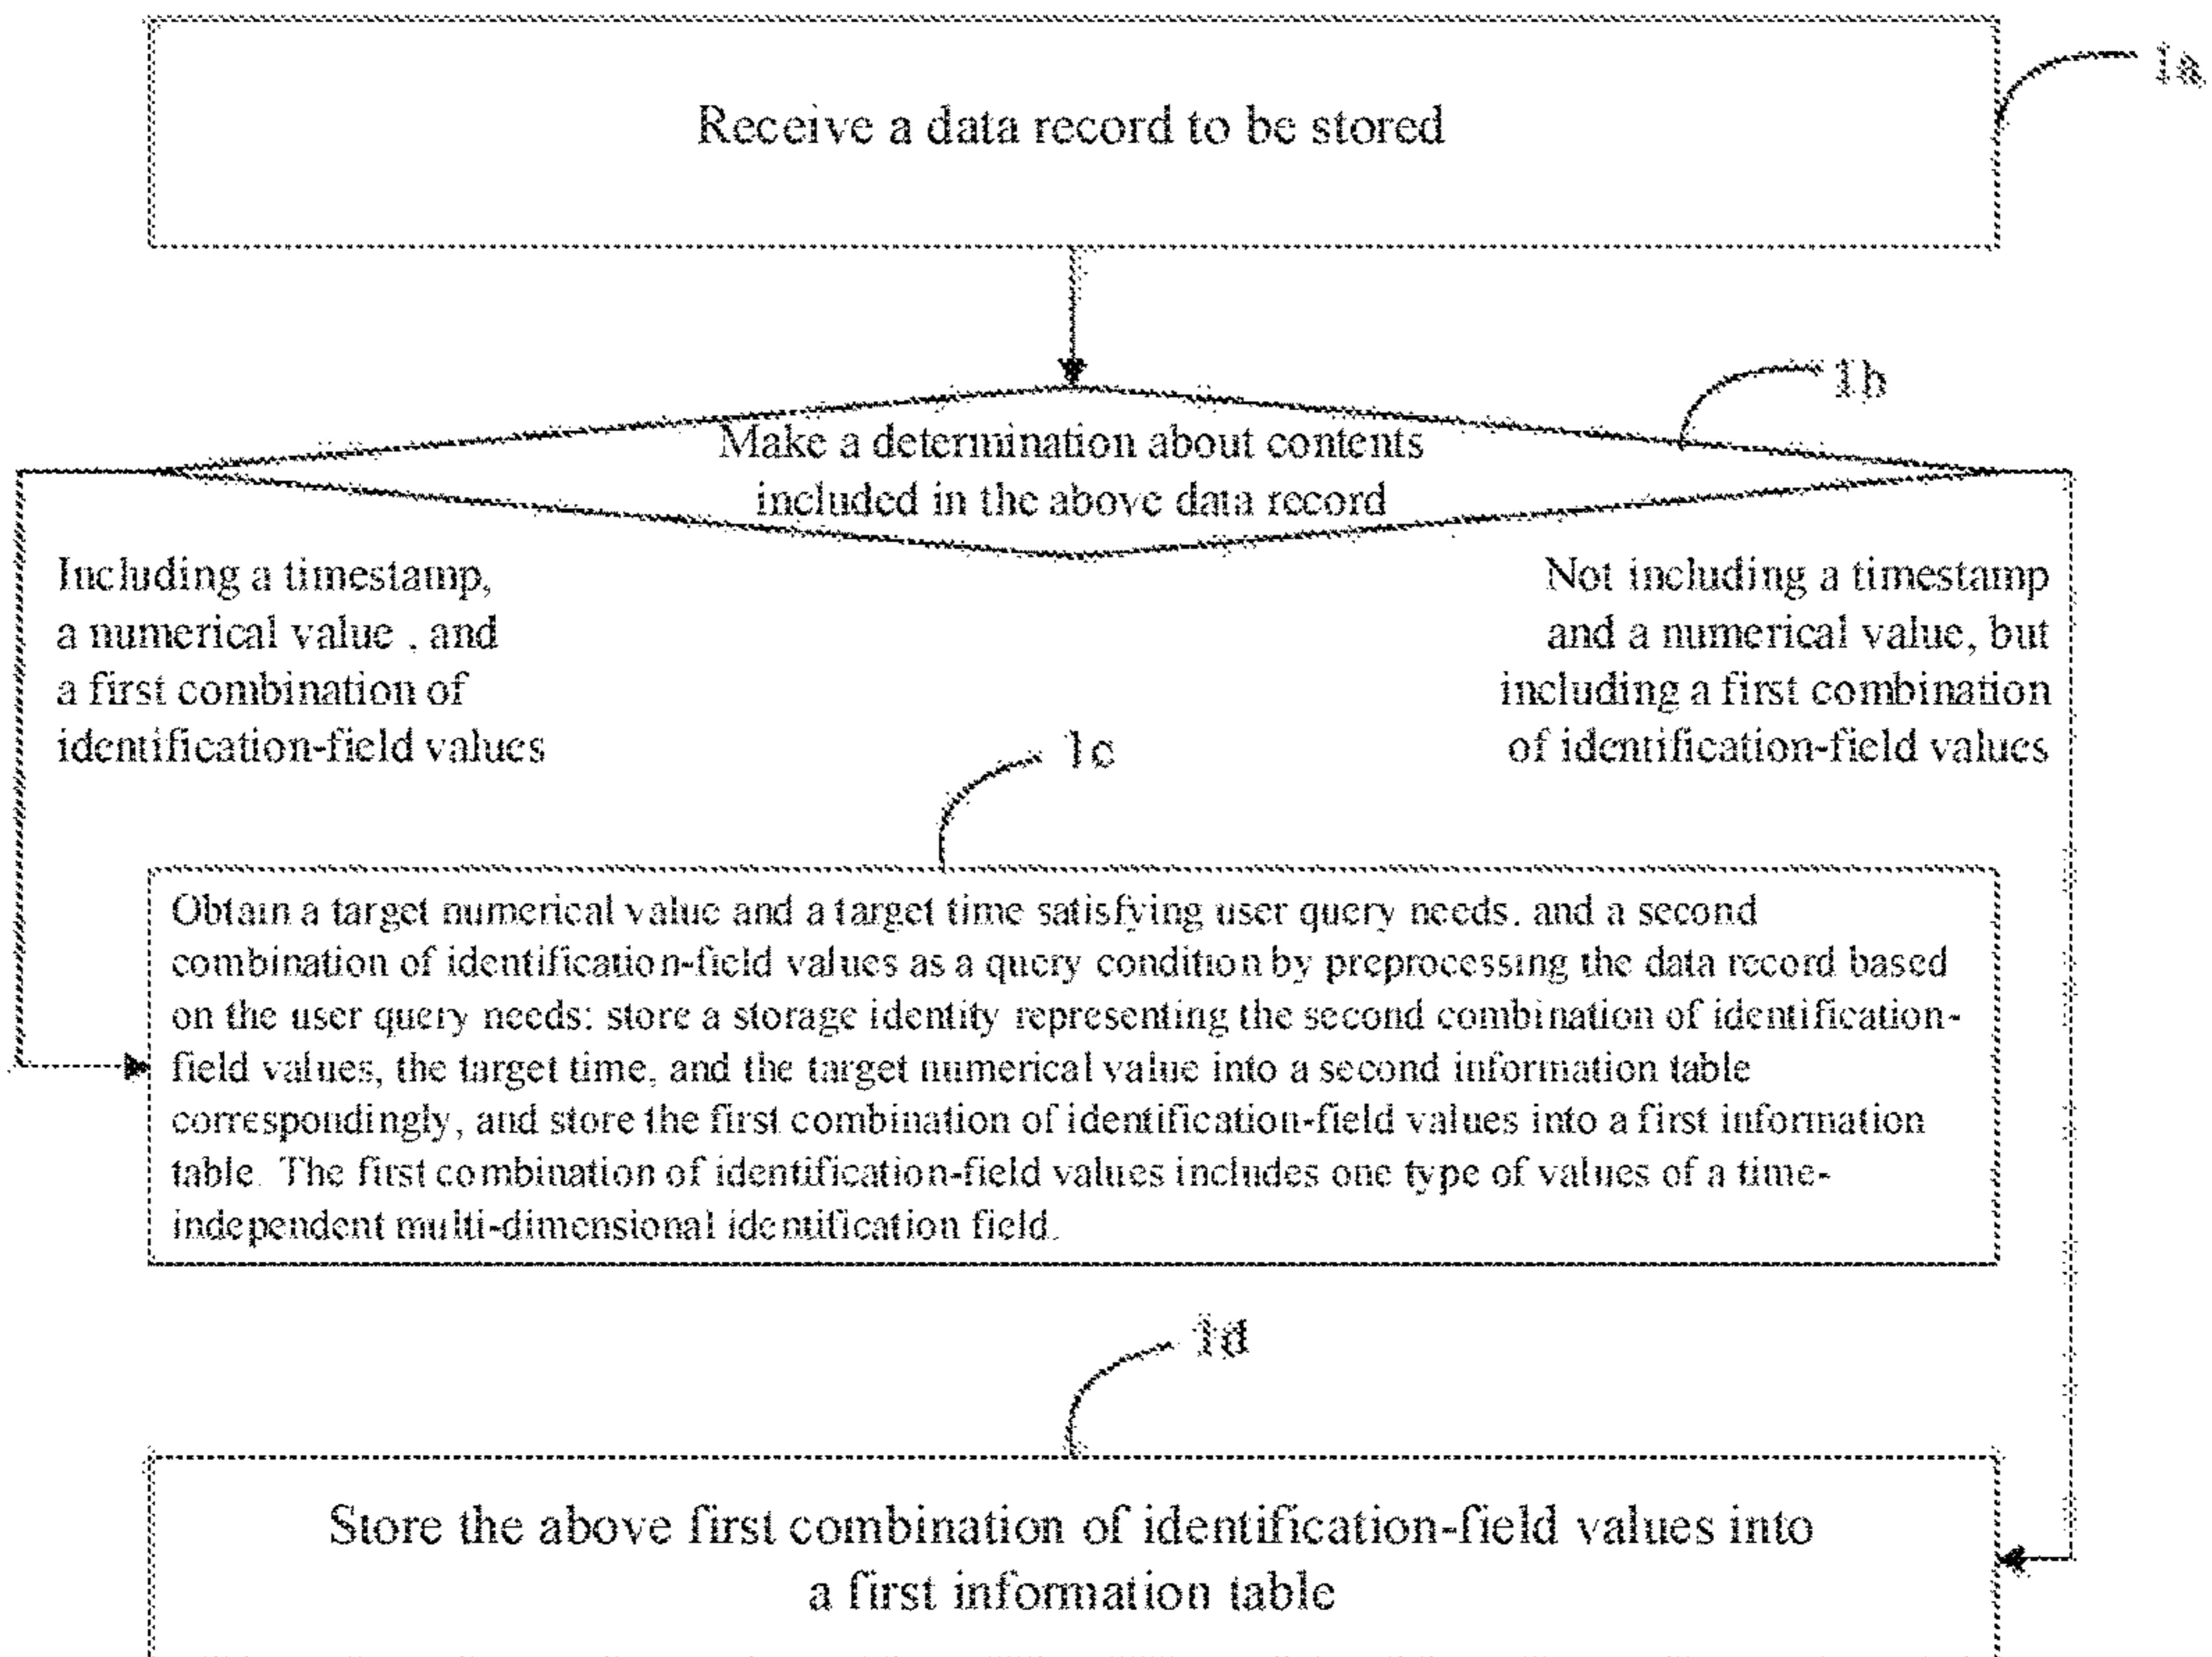 1a
Receive a data record to be stored
1b
Make a determination about contents
included in the above data record
Including a timestamp,
a numerical value , and
a first combination of
identification-field values
Not including a timestamp
and a numerical value, but
including a first combination
of identification-field values
1c
Obtain a target numerical value and a target time satisfying user query needs. and a second
combination of identification-field values as a query condition by preprocessing the data record based
on the user query needs: store a storage identity representing the second combination of identification-
field values, the target time, and the target numerical value into a second information table
correspondingly, and store the first combination of identification-field values into a first information
table. The first combination of identification-field values includes one type of values of a time-
independent multi-dimensional identification field.
1d
Store the above first combination of identification-field values into
a first information table